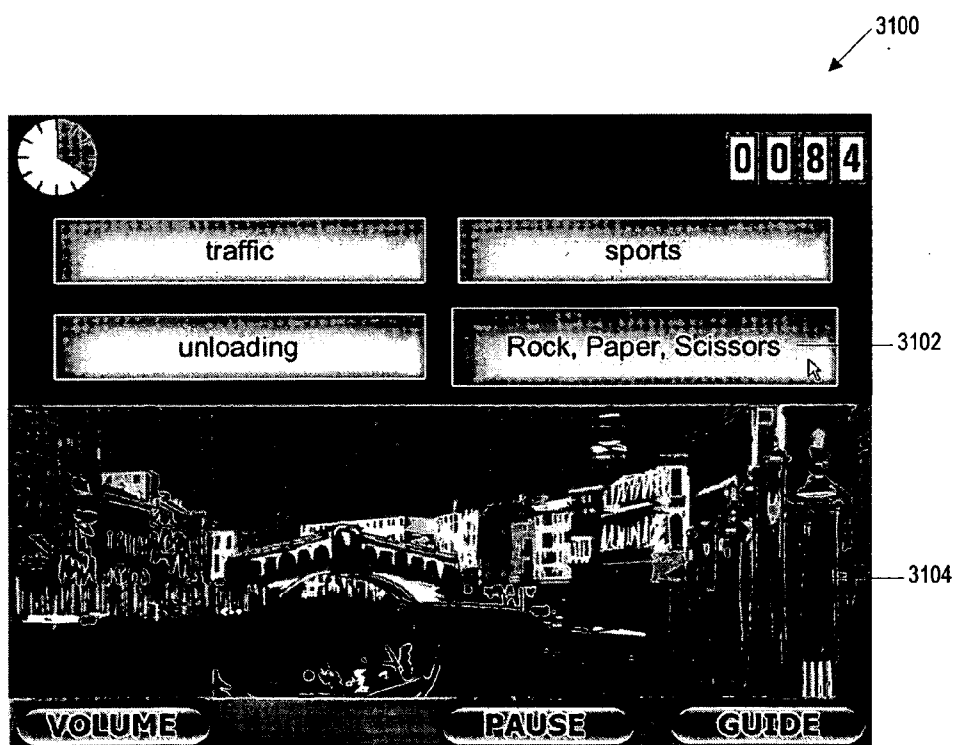 3100
0084
traffic
sports
unloading
Rock, Paper, Scissors
3102
3104
VOLUME
PAUSE
GUIDE